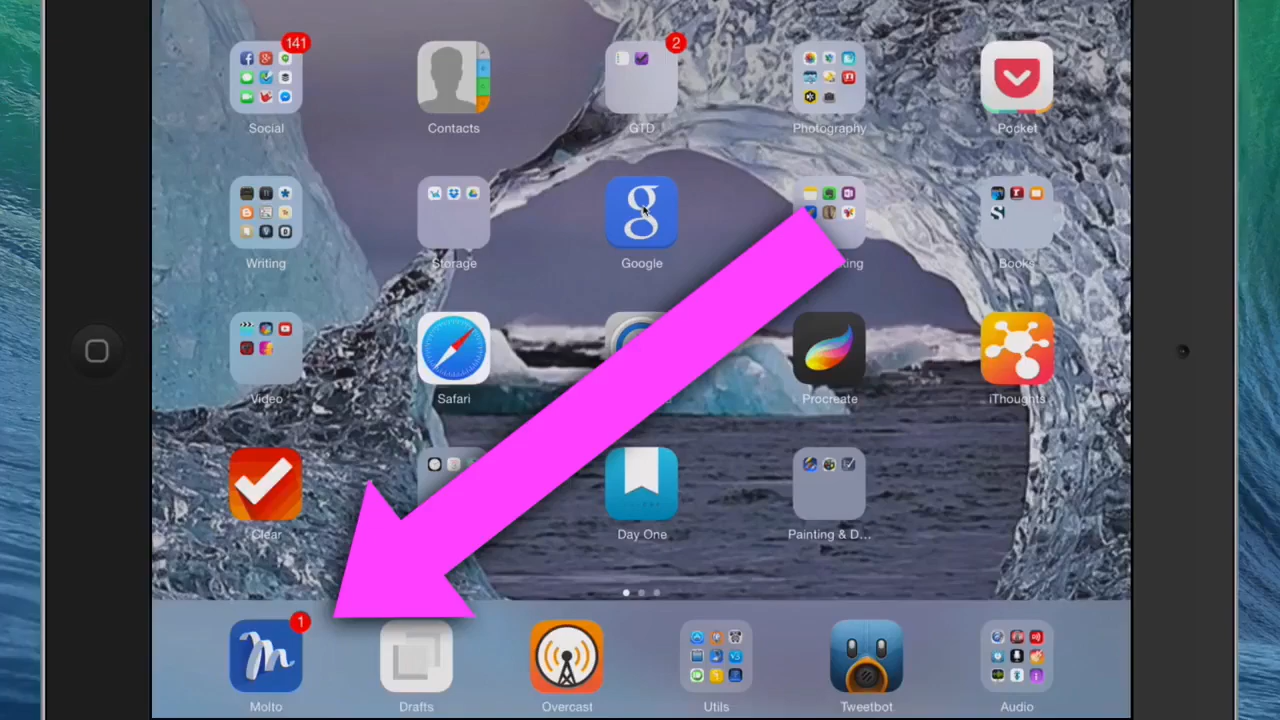 141
2
Social
Contacts
GTD
Photography
Pocket
g
Writing
Storage
Google
ing
Books
Video
Safari
Procreate
iThoughts
Clear
Day One
Painting & D...
1
Molto
Drafts
Overcast
Utils
Tweetbot
Audio